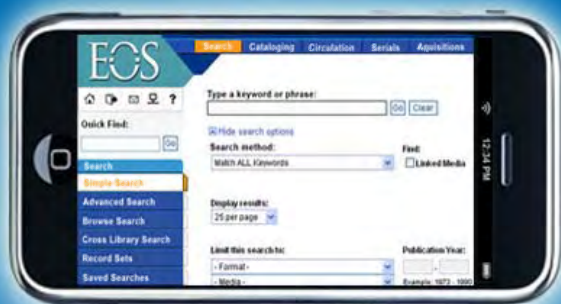 EOS
Search Cataloging Circulation Serials Aquisitions
?
Quick Find:
Go
Search
Simple Search
Advanced Search
Browse Search
Cross Library Search
Record Sets
Saved Searches
Type a keyword or phrase:
Go Clear
Hide search options
Search method: Find:
Match ALL Keywords Linked Media
Display results:
25 per page
Limit this search to: Publication Year:
- Format - -
- Media - Example: 1973 - 1990
12:34 PM